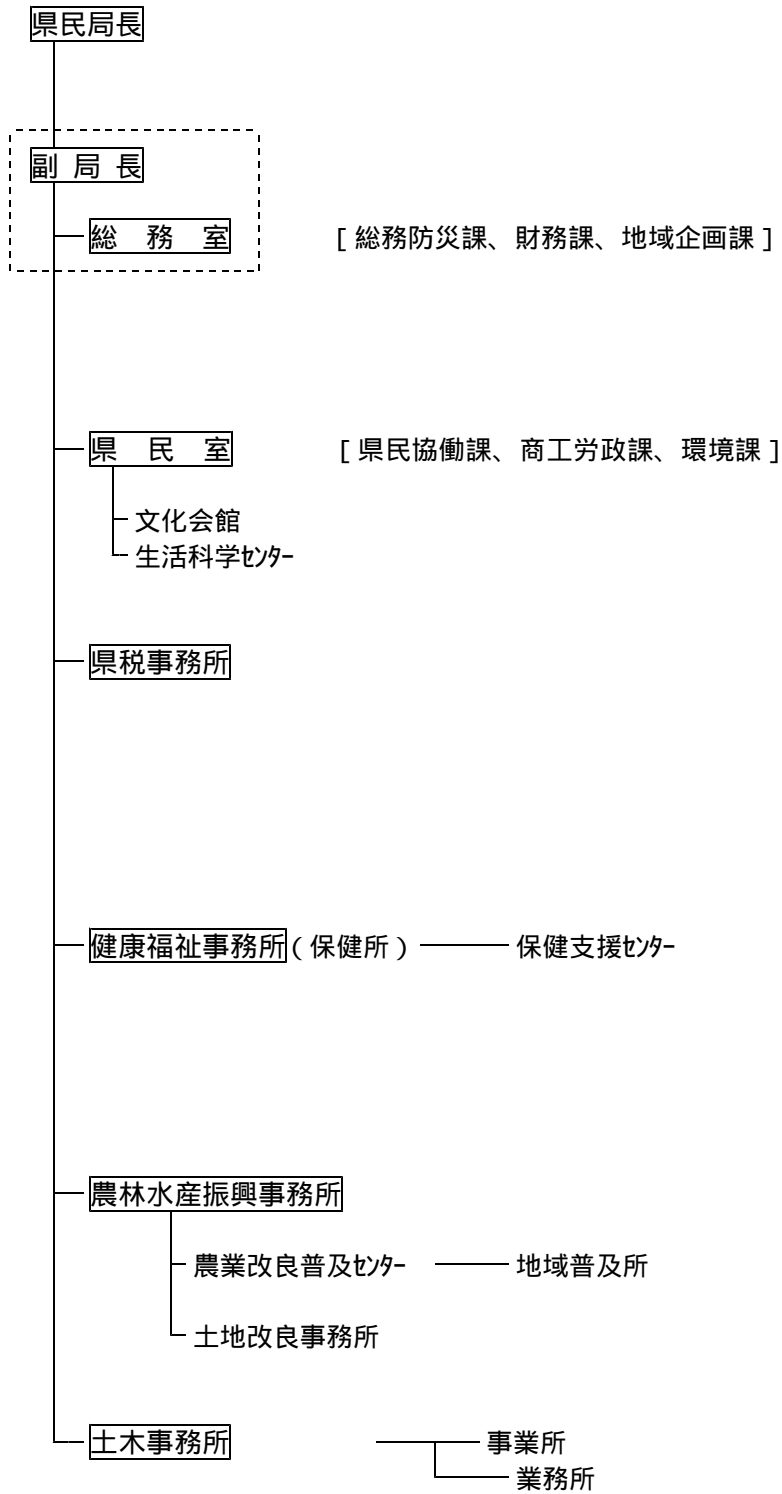 県民局長
副 局 長
総　務　室 [ 総務防災課、財務課、地域企画課 ]
県　民　室 [ 県民協働課、商工労政課、環境課 ]
文化会館
生活科学ｾﾝﾀｰ
県税事務所
健康福祉事務所 ( 保健所 ) 保健支援ｾﾝﾀｰ
農林水産振興事務所
農業改良普及ｾﾝﾀｰ 地域普及所
土地改良事務所
土木事務所 事業所
業務所